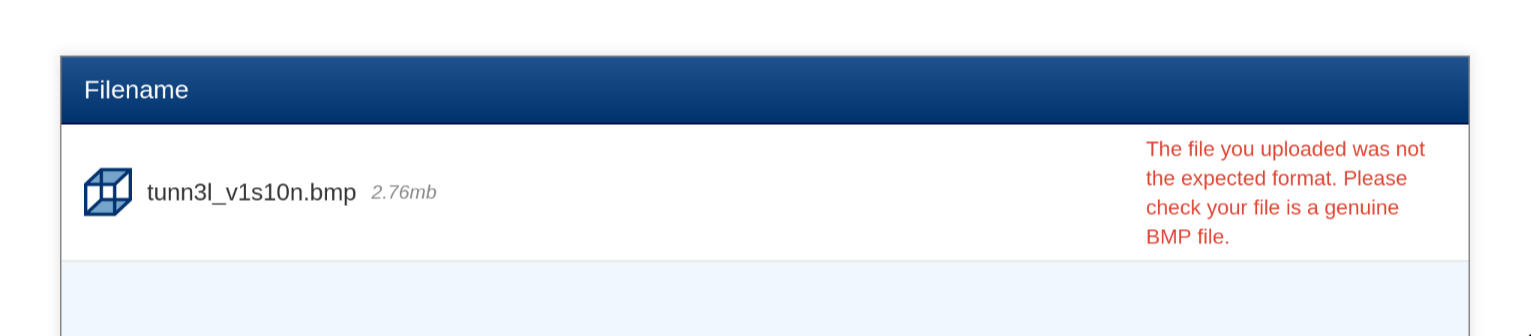 Filename
tunn3l_v1s10n.bmp 2.76mb
The file you uploaded was not
the expected format. Please
check your file is a genuine
BMP file.